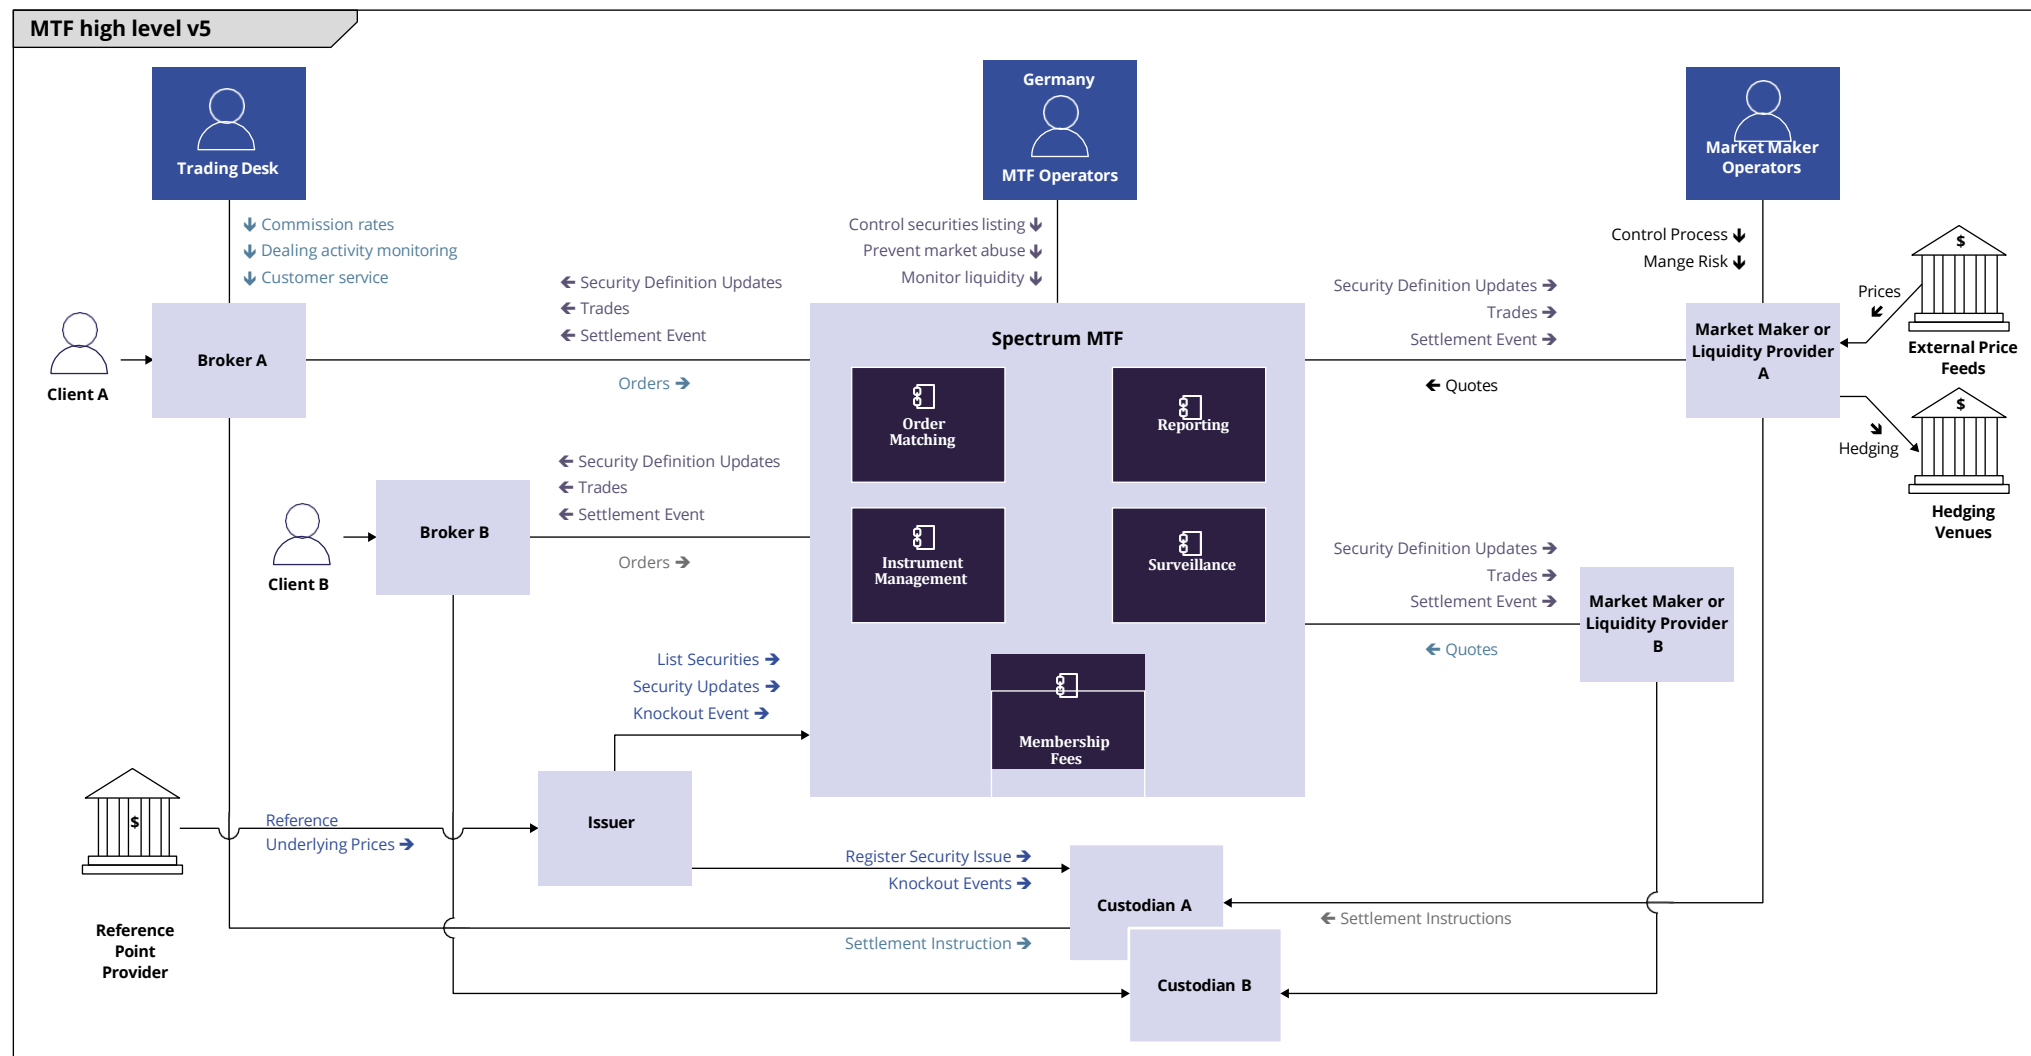 MTF high level v5
Trading Desk
Germany
MTF Operators
Market Maker
Operators
↓ Commission rates
↓ Dealing activity monitoring
↓ Customer service
Control securities listing ↓
Prevent market abuse ↓
Monitor liquidity ↓
Control Process ↓
Mange Risk ↓
$
Prices
↙
External Price
Feeds
Client A
Broker A
← Security Definition Updates
← Trades
← Settlement Event
Orders →
Spectrum MTF
Security Definition Updates →
Trades →
Settlement Event →
← Quotes
Market Maker or
Liquidity Provider
A
$
↘
Hedging
Hedging
Venues
Order
Matching
Reporting
Instrument
Management
Surveillance
Membership
Fees
Client B
Broker B
← Security Definition Updates
← Trades
← Settlement Event
Orders →
Security Definition Updates →
Trades →
Settlement Event →
← Quotes
Market Maker or
Liquidity Provider
B
List Securities →
Security Updates →
Knockout Event →
$
Reference
Point
Provider
Reference
Underlying Prices →
Issuer
Register Security Issue →
Knockout Events →
Custodian A
← Settlement Instructions
Settlement Instruction →
Custodian B